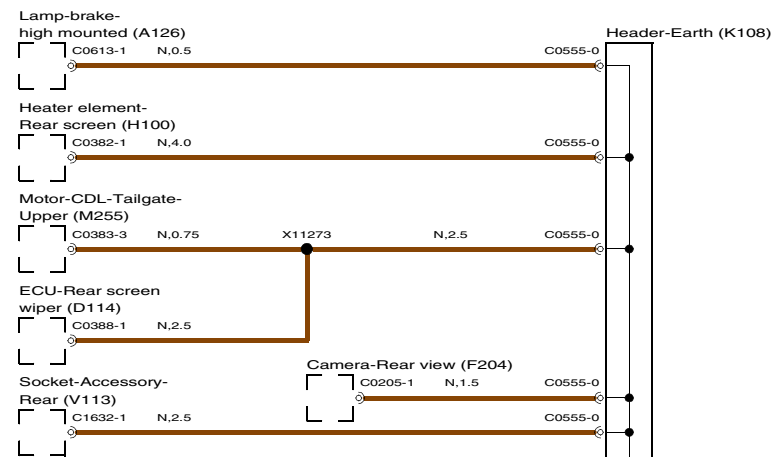 Lamp-brake-
high mounted (A126)
Header-Earth (K108)
C0613-1 N,0.5 C0555-0
Heater element-
Rear screen (H100)
C0382-1 N,4.0 C0555-0
Motor-CDL-Tailgate-
Upper (M255)
C0383-3 N,0.75 X11273 N,2.5 C0555-0
ECU-Rear screen
wiper (D114)
C0388-1 N,2.5
Camera-Rear view (F204)
C0205-1 N,1.5 C0555-0
Socket-Accessory-
Rear (V113)
C1632-1 N,2.5 C0555-0